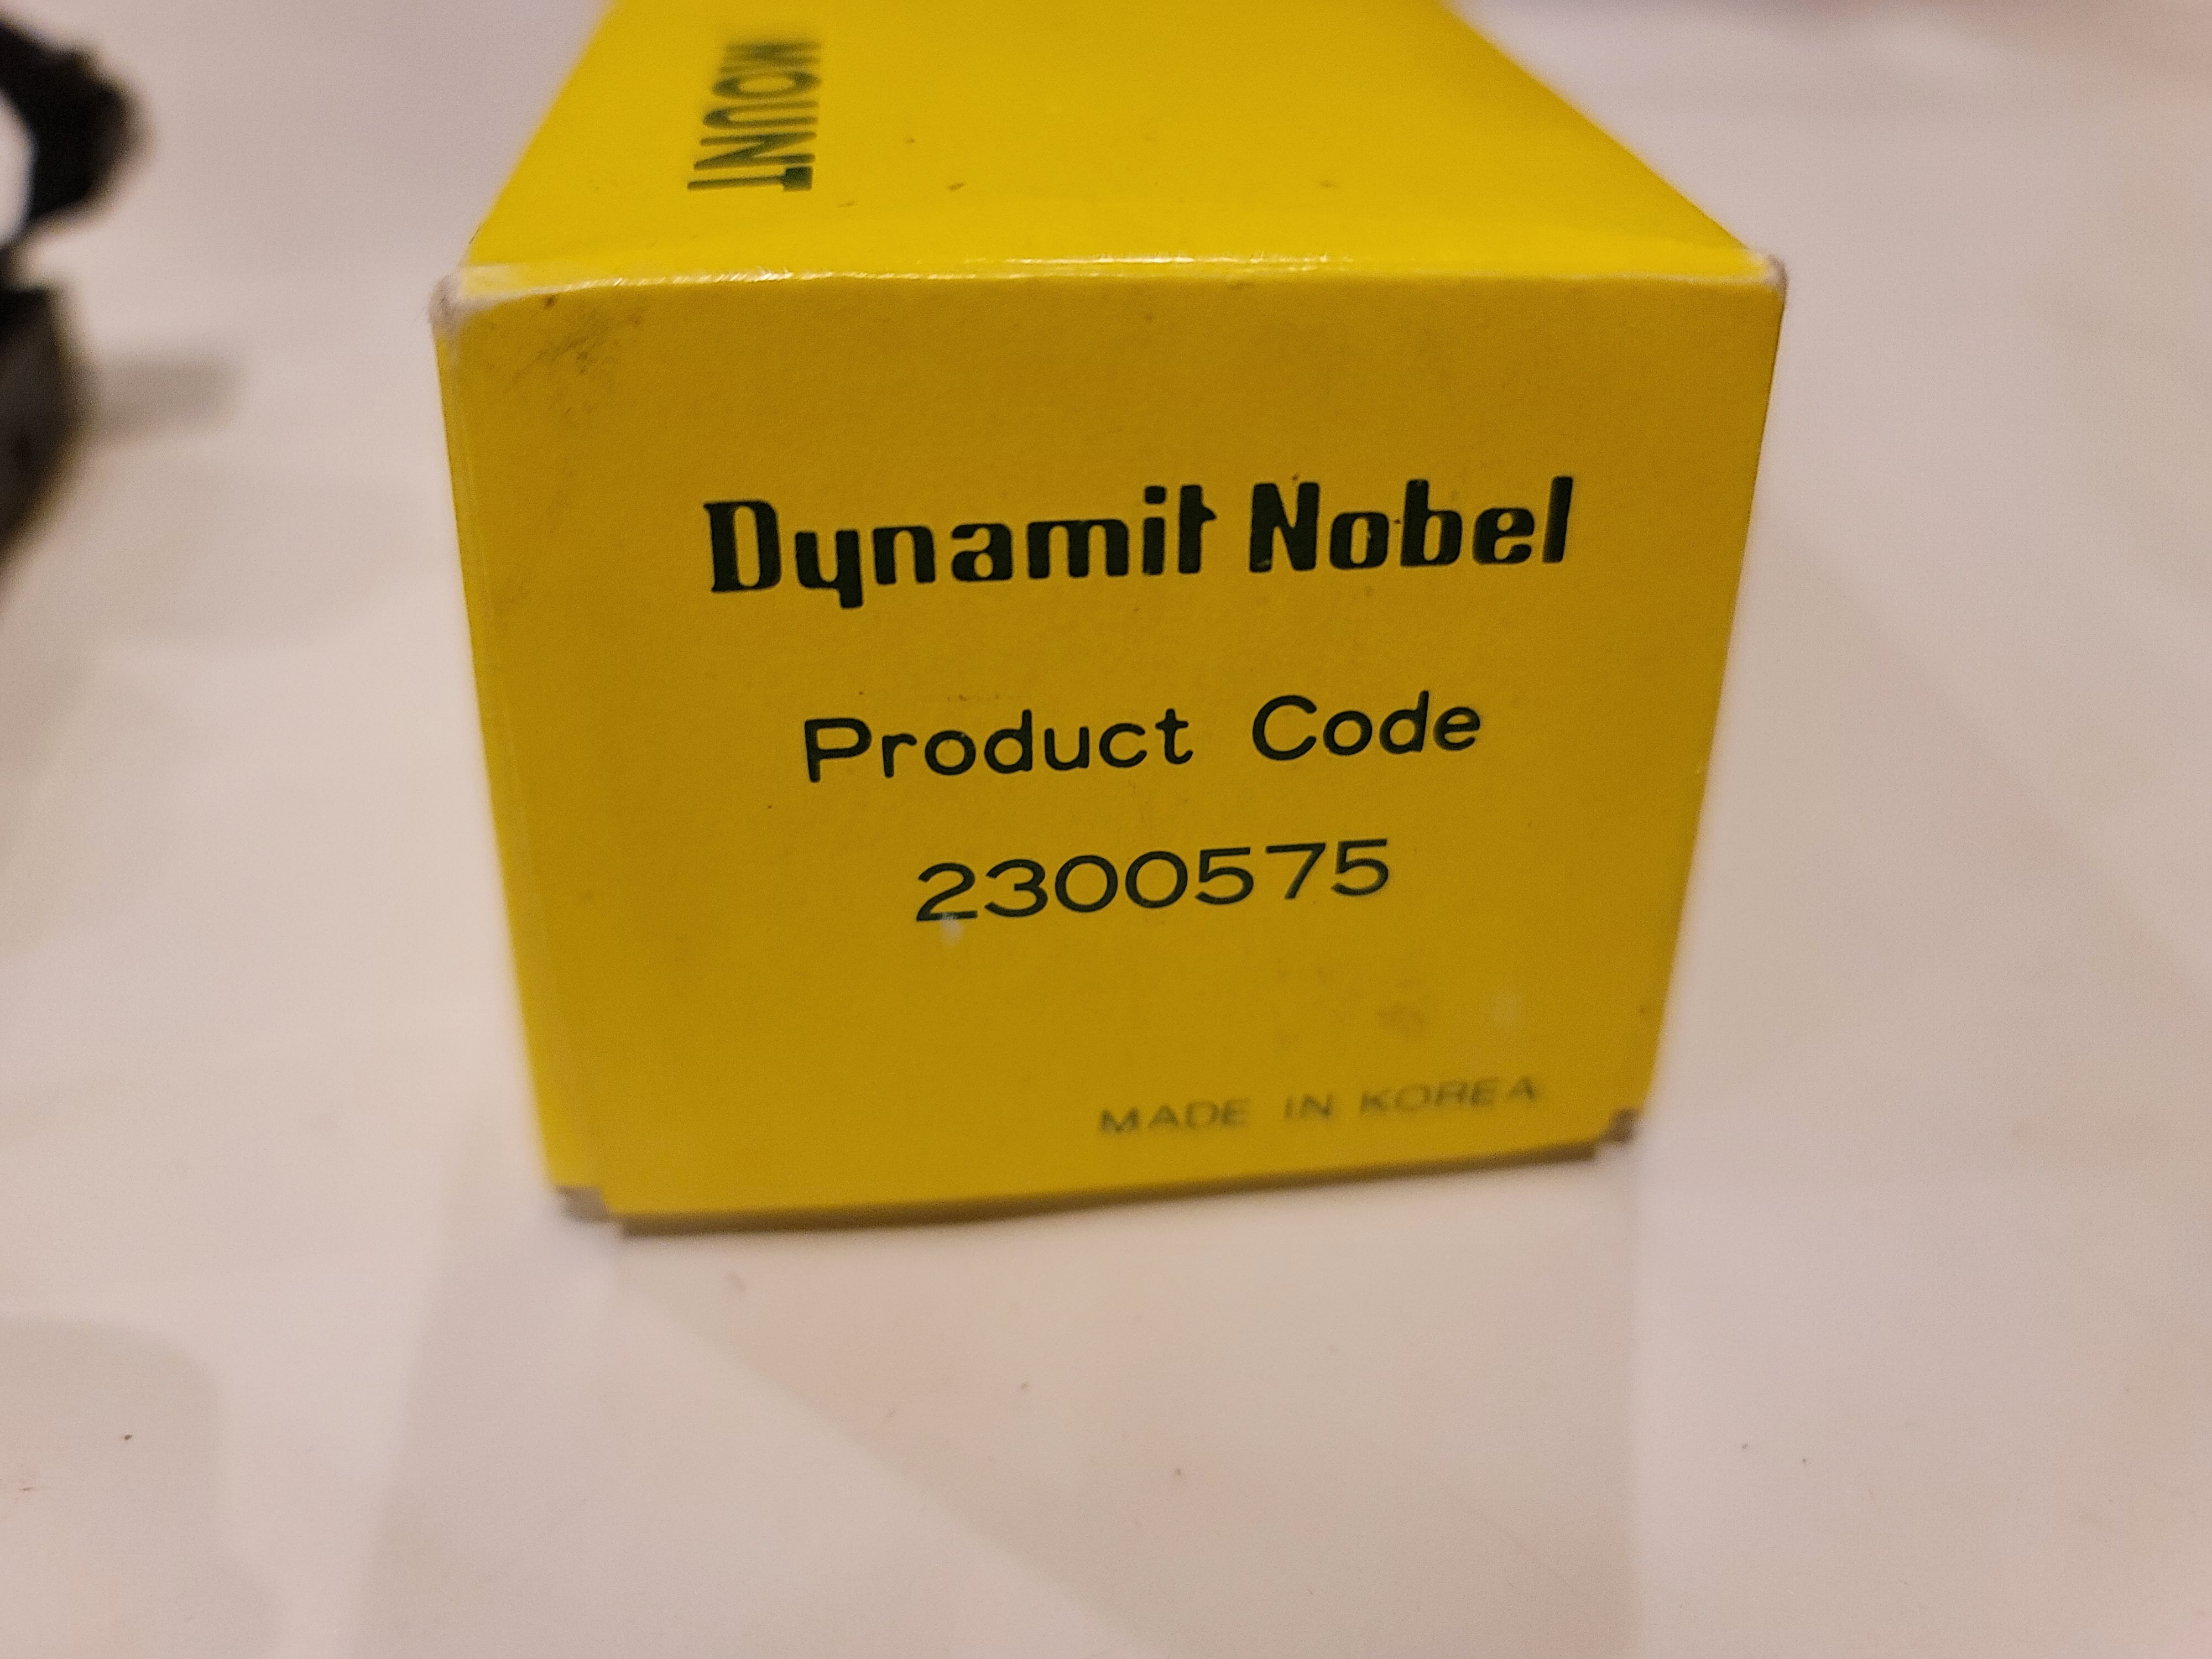 MOUNT
Dynamit Nobel
Product Code
2300575
MADE IN KOREA